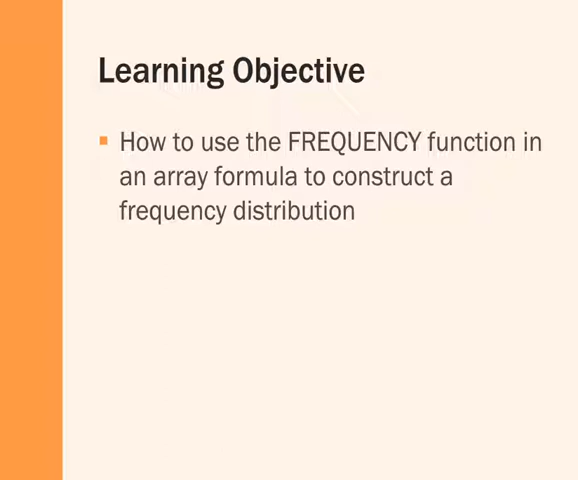 Learning Objective
How to use the FREQUENCY function in
an array formula to construct a
frequency distribution